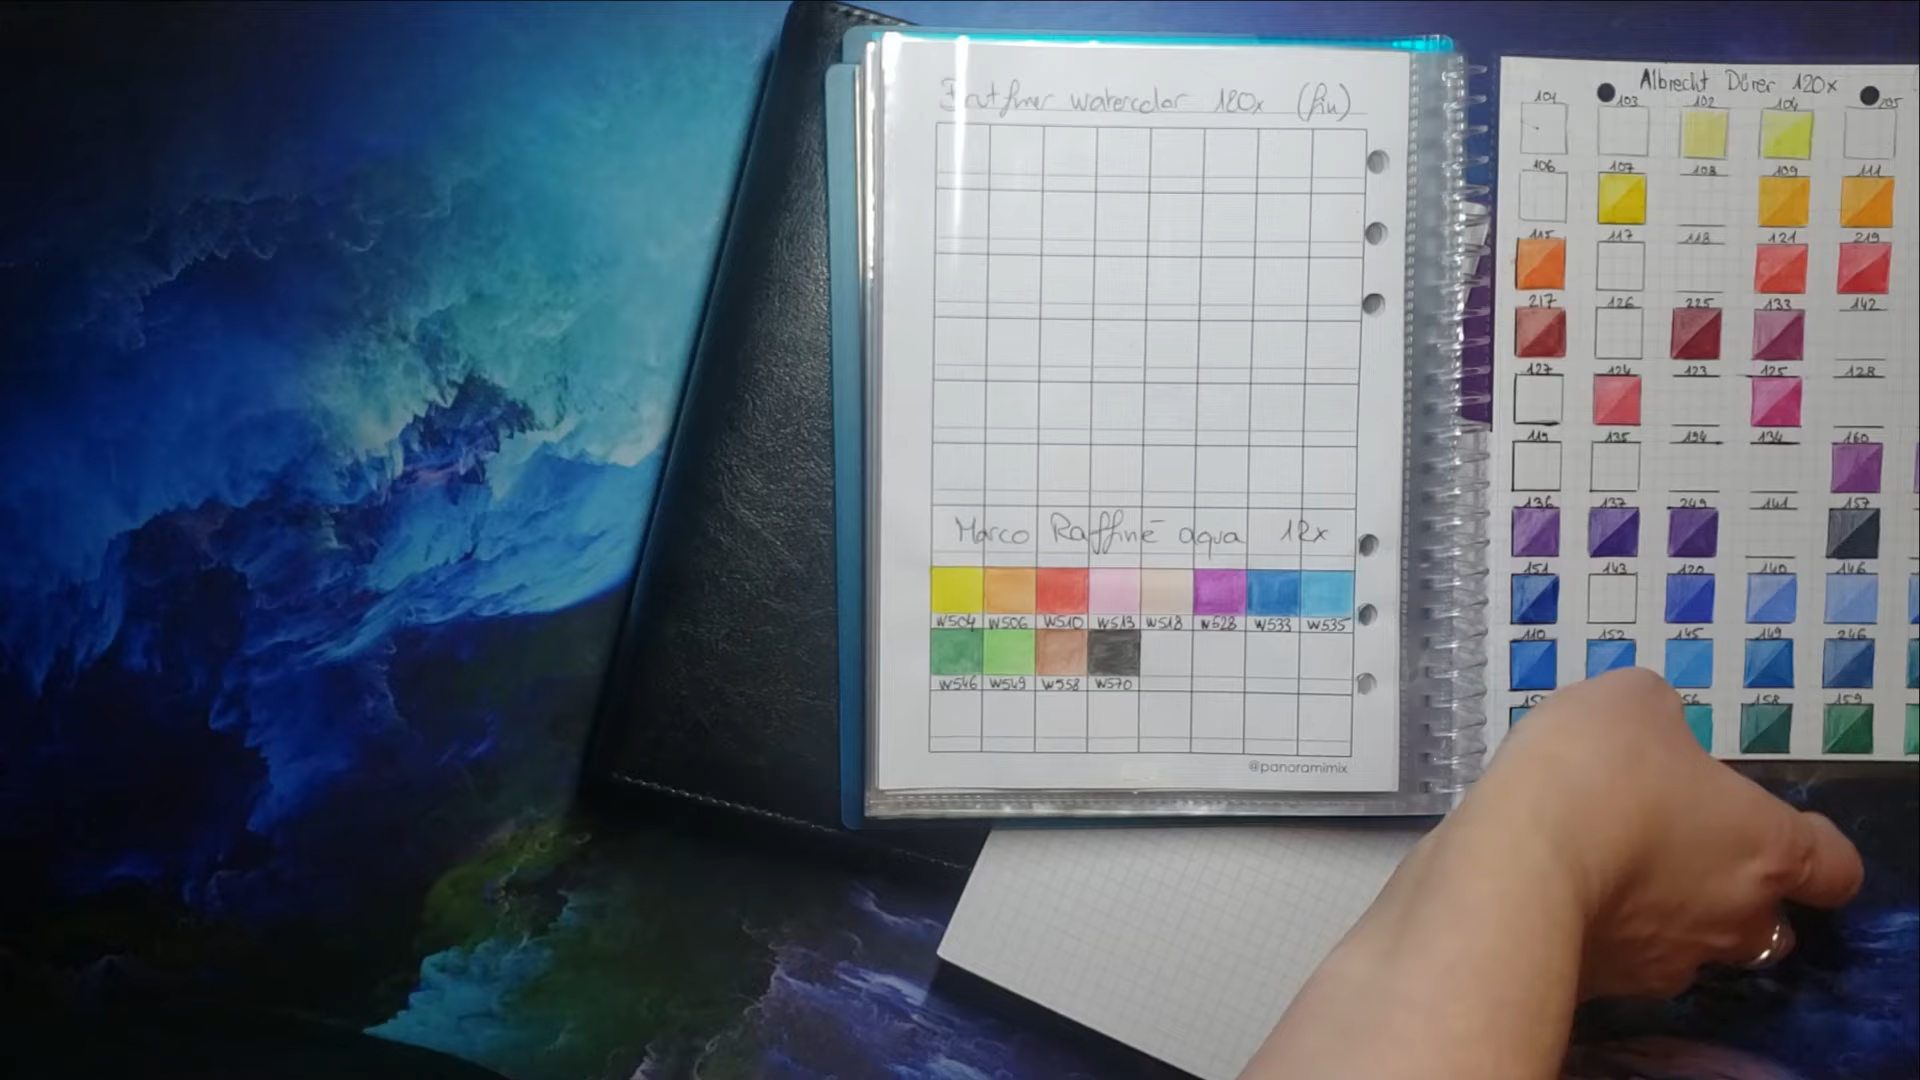 Brutfuner watercolor 120x (fin)
Marco Raffiné aqua 12x
W504 W506 W510 W513 W518 W528 W533 W535
W546 W549 W558 W570
@panoramimix
Albrecht Dürer 120x
101 103 102 104 105
106 107 108 109 111
115 117 118 121 219
217 126 225 133 142
127 124 123 125 128
119 135 194 134 160
136 137 249 141 157
151 143 120 140 146
110 152 145 149 246
158 159